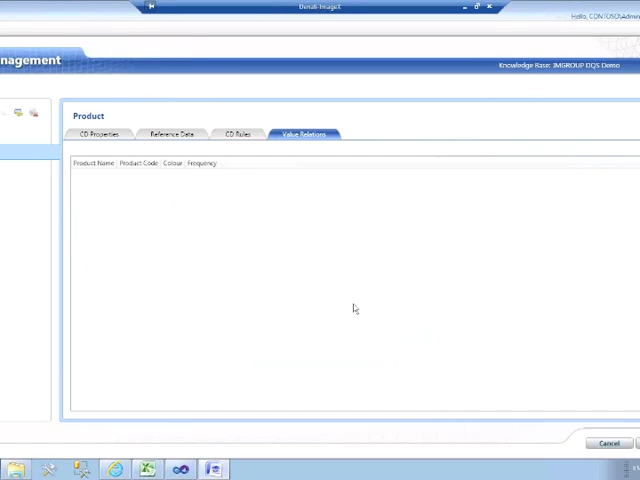 Denali-ImageX
Hello, CONTOSO\Admin
nagement
Knowledge Base: IMGROUP DQS Demo
Product
CD Properties
Reference Data
CD Rules
Value Relations
Product Name
Product Code
Colour
Frequency
Cancel